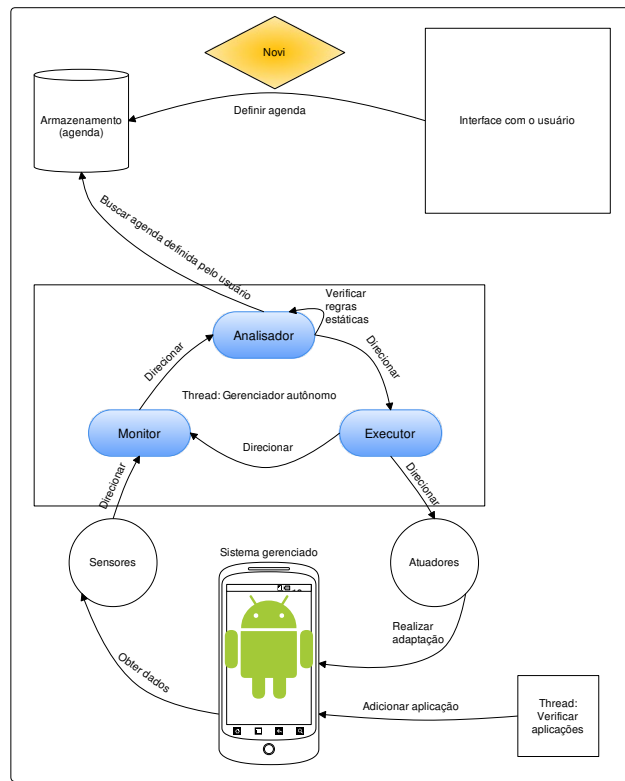 Novi
Armazenamento
(agenda)
Definir agenda
Interface com o usuário
Buscar agenda definida pelo usuário
Verificar
regras
estáticas
Analisador
Direcionar
Direcionar
Thread: Gerenciador autônomo
Monitor
Direcionar
Executor
Direcionar
Direcionar
Sensores
Sistema gerenciado
Atuadores
Realizar
adaptação
Obter dados
Adicionar aplicação
Thread:
Verificar
aplicações